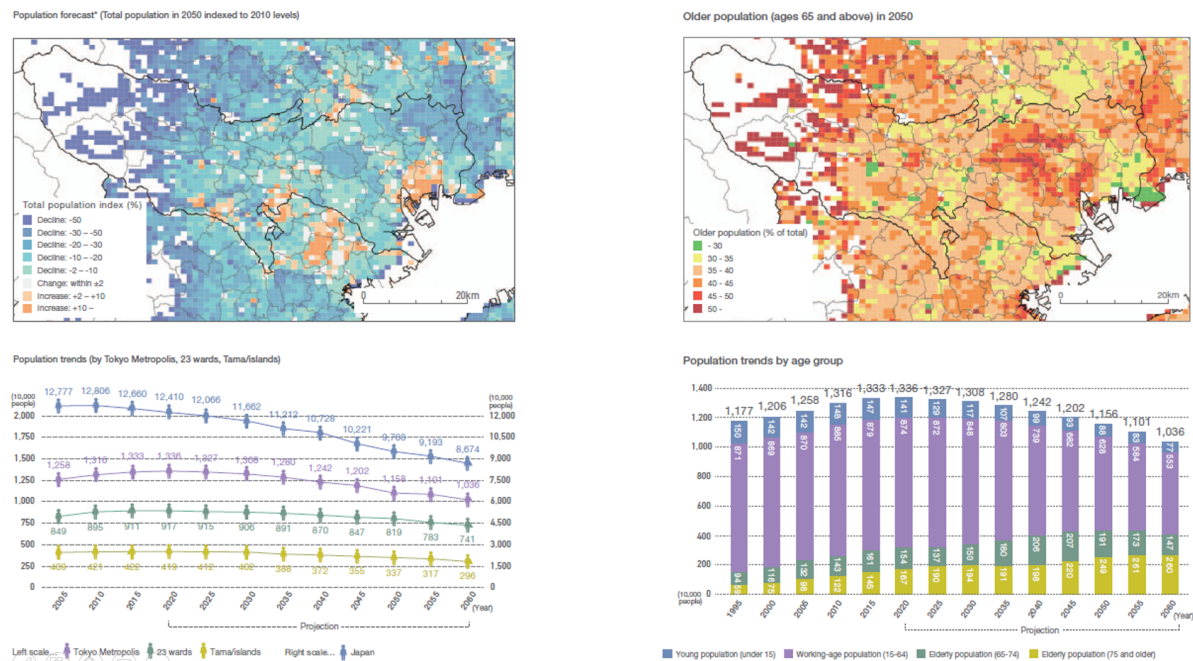 Population forecast* (Total population in 2050 indexed to 2010 levels)
Total population index (%)
Decline: -50
Decline: -30 – -50
Decline: -20 – -30
Decline: -10 – -20
Decline: -2 – -10
Change: within ±2
Increase: +2 – +10
Increase: +10 –
0 20km
Older population (ages 65 and above) in 2050
Older population (% of total)
- 30
30 - 35
35 - 40
40 - 45
45 - 50
50 -
0 20km
Population trends (by Tokyo Metropolis, 23 wards, Tama/islands)
(10,000 people)
2,000
1,750
1,500
1,250
1,000
750
500
250
0
(10,000 people)
12,000
10,500
9,000
7,500
6,000
4,500
3,000
1,500
0
12,777 12,806 12,660 12,410 12,066 11,662 11,212 10,728 10,221 9,193 8,674
1,258 1,316 1,333 1,336 1,327 1,308 1,280 1,242 1,202 1,158 1,101 1,036
849 895 911 917 915 906 891 870 847 819 783 741
409 421 422 419 412 402 388 372 355 337 317 296
2005 2010 2015 2020 2025 2030 2035 2040 2045 2050 2055 2060 (Year)
Projection
Left scale... Tokyo Metropolis 23 wards Tama/islands Right scale... Japan
Population trends by age group
1,400
1,200
1,000
800
600
400
200
0
(10,000 people)
1,177 1,206 1,258 1,316 1,333 1,336 1,327 1,308 1,280 1,242 1,202 1,156 1,101 1,036
150 142 142 148 147 141 129 117 107 99 93 88 83 77
871 869 870 885 879 874 872 848 803 739 682 628 584 553
94 116 132 143 161 154 137 150 180 206 207 191 173 147
59 75 98 122 145 167 190 194 191 198 220 249 261 260
1995 2000 2005 2010 2015 2020 2025 2030 2035 2040 2045 2050 2055 2060 (Year)
Projection
Young population (under 15) Working-age population (15-64) Elderly population (65-74) Elderly population (75 and older)